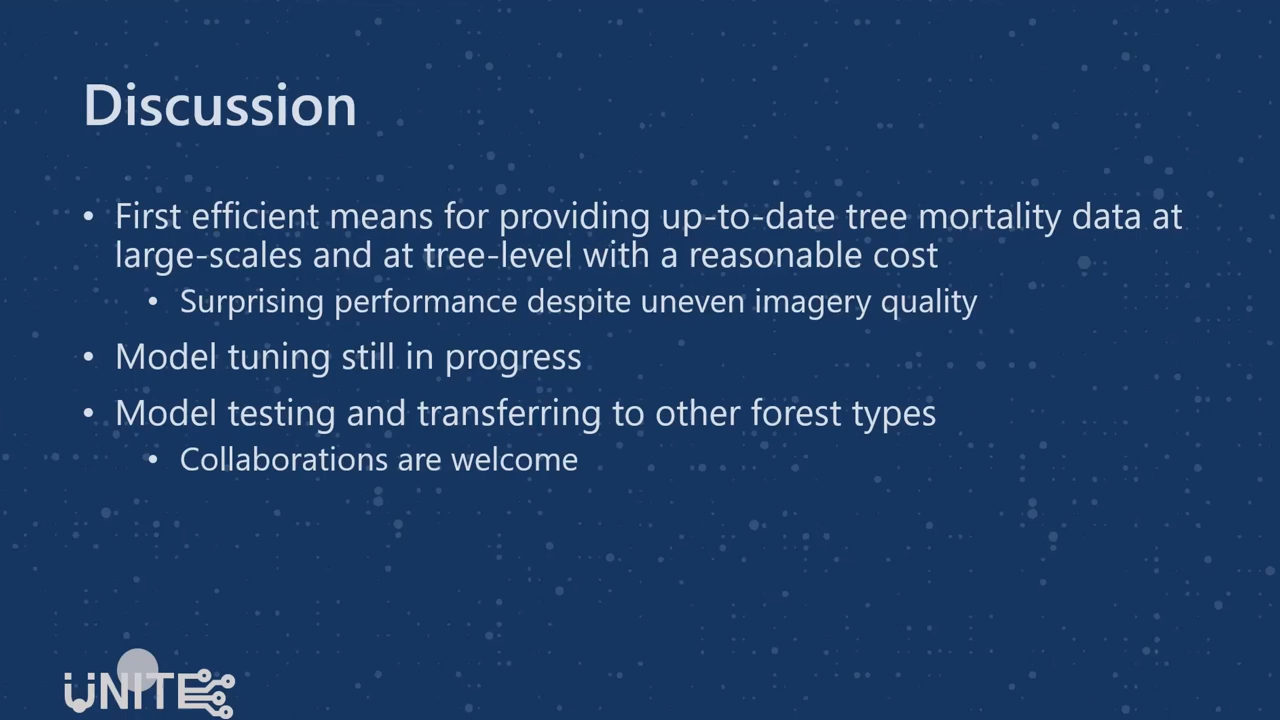 Discussion
• First efficient means for providing up-to-date tree mortality data at
large-scales and at tree-level with a reasonable cost
• Surprising performance despite uneven imagery quality
• Model tuning still in progress
• Model testing and transferring to other forest types
• Collaborations are welcome
UNITE